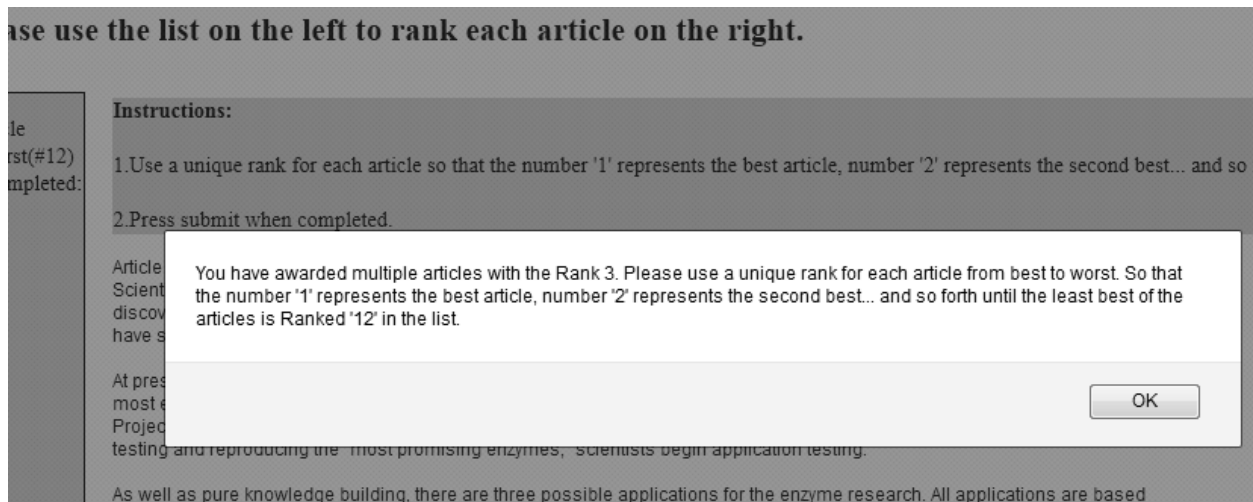 ase use the list on the left to rank each article on the right.
le
rst(#12)
mpleted:
Instructions:
1.Use a unique rank for each article so that the number '1' represents the best article, number '2' represents the second best... and so
2.Press submit when completed.
Article
Scient
discov
have s
You have awarded multiple articles with the Rank 3. Please use a unique rank for each article from best to worst. So that
the number '1' represents the best article, number '2' represents the second best... and so forth until the least best of the
articles is Ranked '12' in the list.
At pres
most e
Projec
OK
testing and reproducing the "most promising enzymes," scientists begin application testing.
As well as pure knowledge building, there are three possible applications for the enzyme research. All applications are based